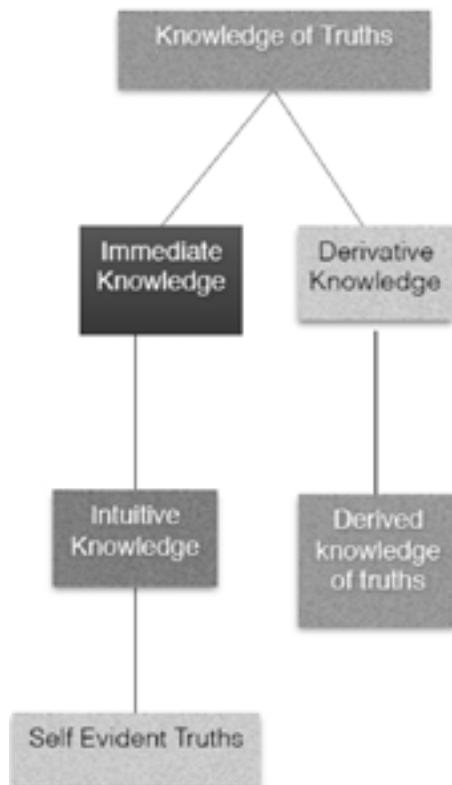 Knowledge of Truths
Immediate
Knowledge
Derivative
Knowledge
Intuitive
Knowledge
Derived
knowledge
of truths
Self Evident Truths